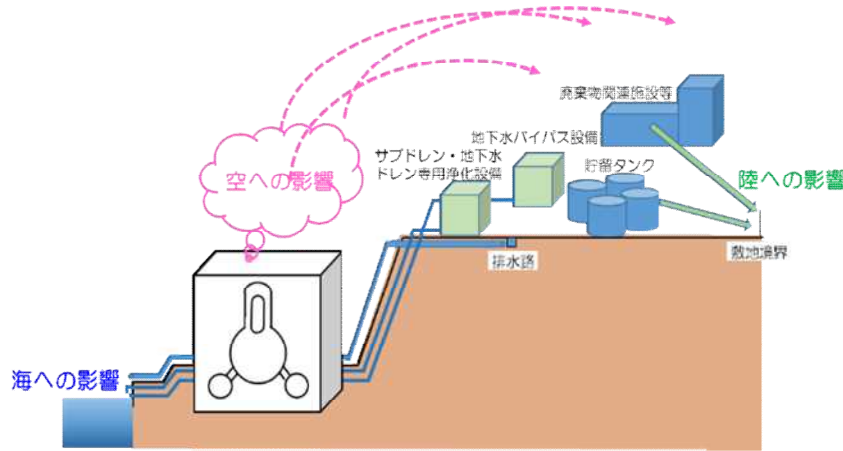 廃棄物関連施設等
地下水バイパス設備
サブドレン・地下水
ドレン専用浄化設備
貯留タンク
空への影響
陸への影響
排水路
敷地境界
海への影響